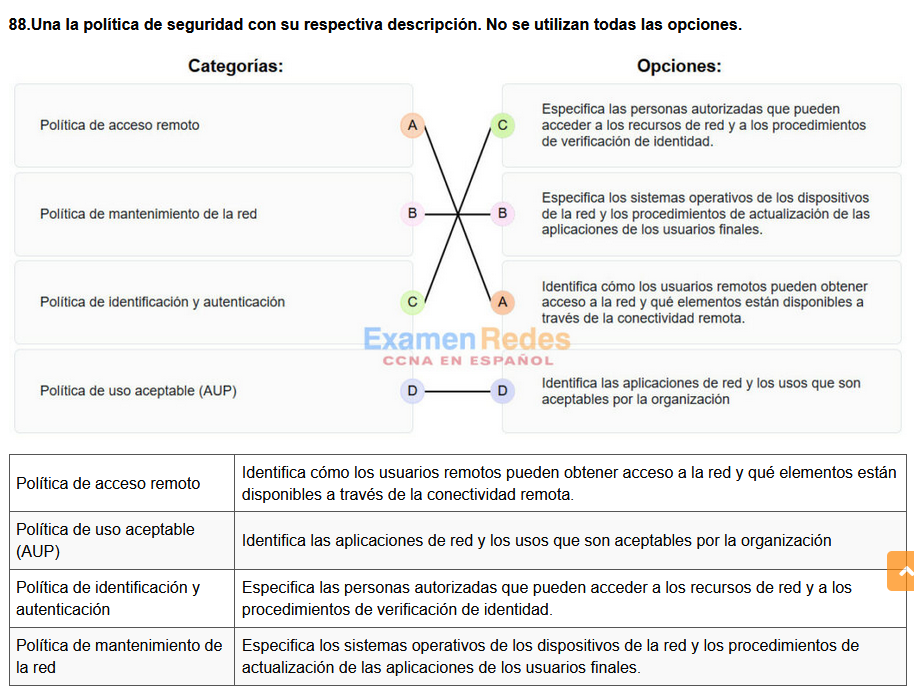 88.Una la política de seguridad con su respectiva descripción. No se utilizan todas las opciones.
Categorías:
Opciones:
Política de acceso remoto
A
C
Especifica las personas autorizadas que pueden
acceder a los recursos de red y a los procedimientos
de verificación de identidad.
Política de mantenimiento de la red
B
B
Especifica los sistemas operativos de los dispositivos
de la red y los procedimientos de actualización de las
aplicaciones de los usuarios finales.
Política de identificación y autenticación
C
A
Identifica cómo los usuarios remotos pueden obtener
acceso a la red y qué elementos están disponibles a
través de la conectividad remota.
ExamenRedes
CCNA EN ESPAÑOL
Política de uso aceptable (AUP)
D
D
Identifica las aplicaciones de red y los usos que son
aceptables por la organización
Política de acceso remoto
Identifica cómo los usuarios remotos pueden obtener acceso a la red y qué elementos están
disponibles a través de la conectividad remota.
Política de uso aceptable
(AUP)
Identifica las aplicaciones de red y los usos que son aceptables por la organización
Política de identificación y
autenticación
Especifica las personas autorizadas que pueden acceder a los recursos de red y a los
procedimientos de verificación de identidad.
Política de mantenimiento de
la red
Especifica los sistemas operativos de los dispositivos de la red y los procedimientos de
actualización de las aplicaciones de los usuarios finales.